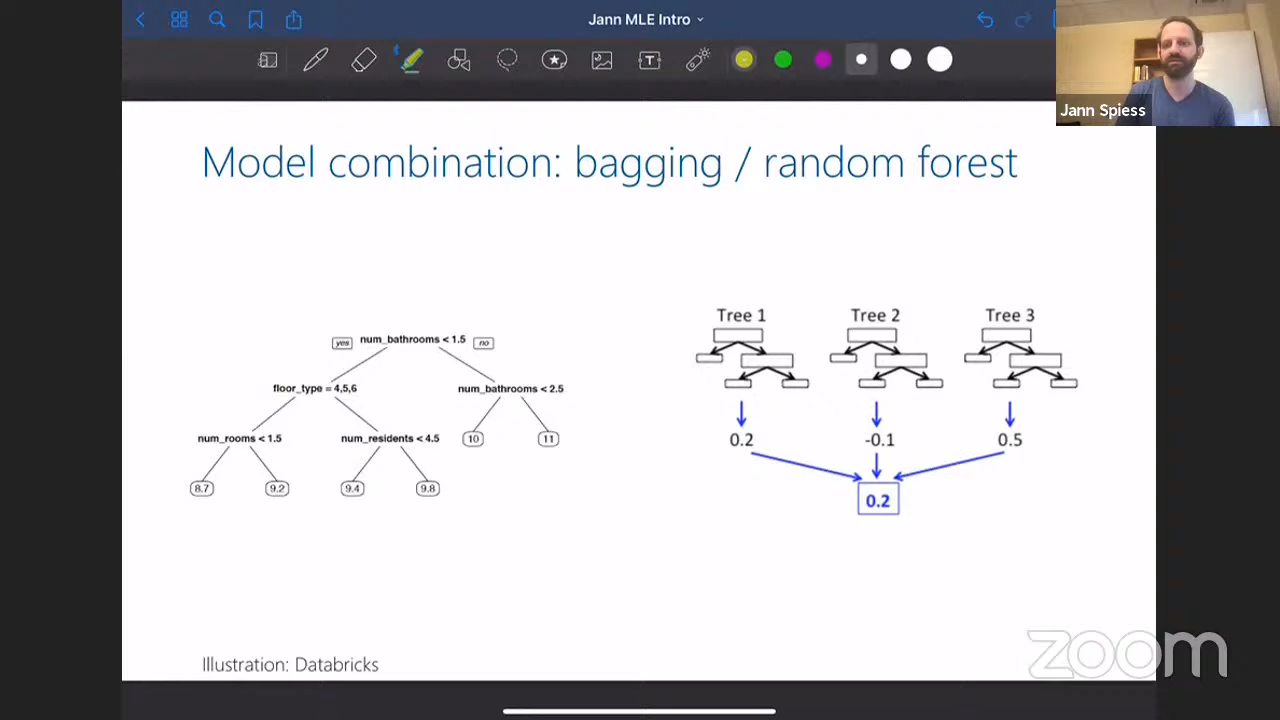 Jann MLE Intro
Jann Spiess
Model combination: bagging / random forest
yes num_bathrooms < 1.5 no
floor_type = 4,5,6 num_bathrooms < 2.5
num_rooms < 1.5 num_residents < 4.5 10 11
8.7 9.2 9.4 9.8
Tree 1 Tree 2 Tree 3
0.2 -0.1 0.5
0.2
Illustration: Databricks
zoom